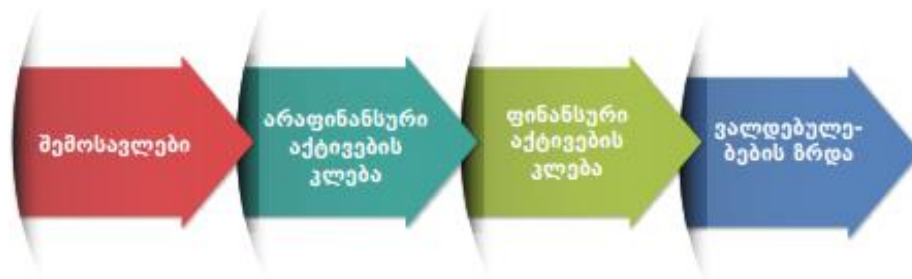 შემოსავლები
არაფინანსური
აქტივების
კლება
ფინანსური
აქტივების
კლება
ვალდებულე-
ბების ზრდა